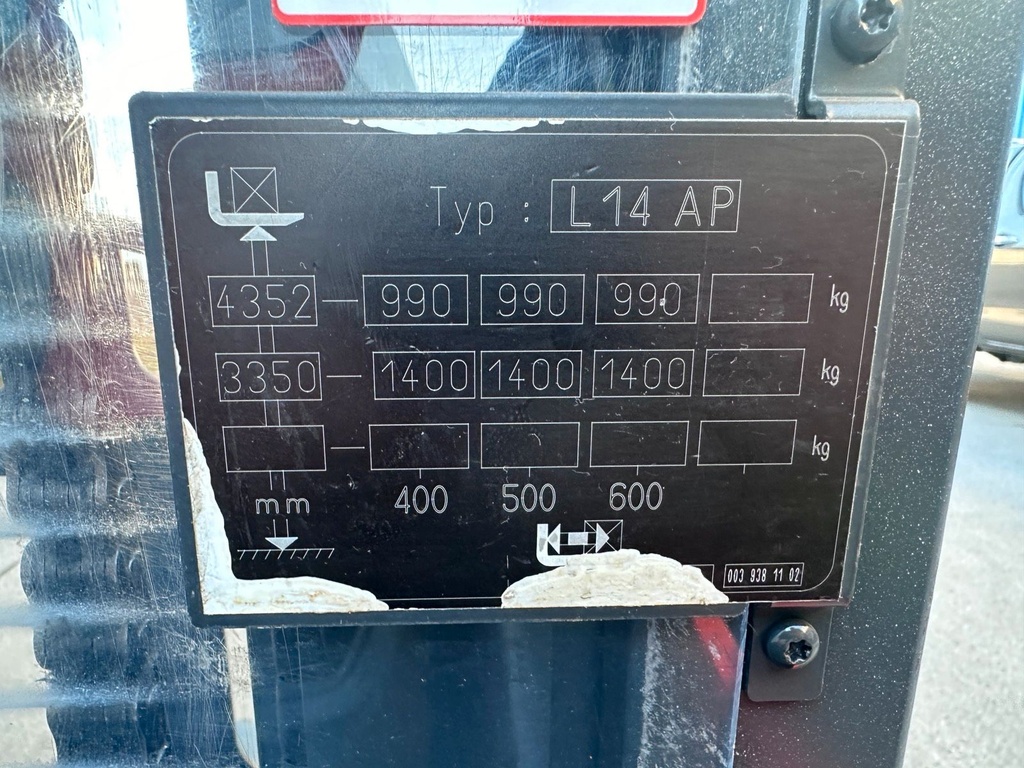 Typ : L14 AP
4352 990 990 990 kg
3350 1400 1400 1400 kg
kg
mm 400 500 600
003 938 11 02